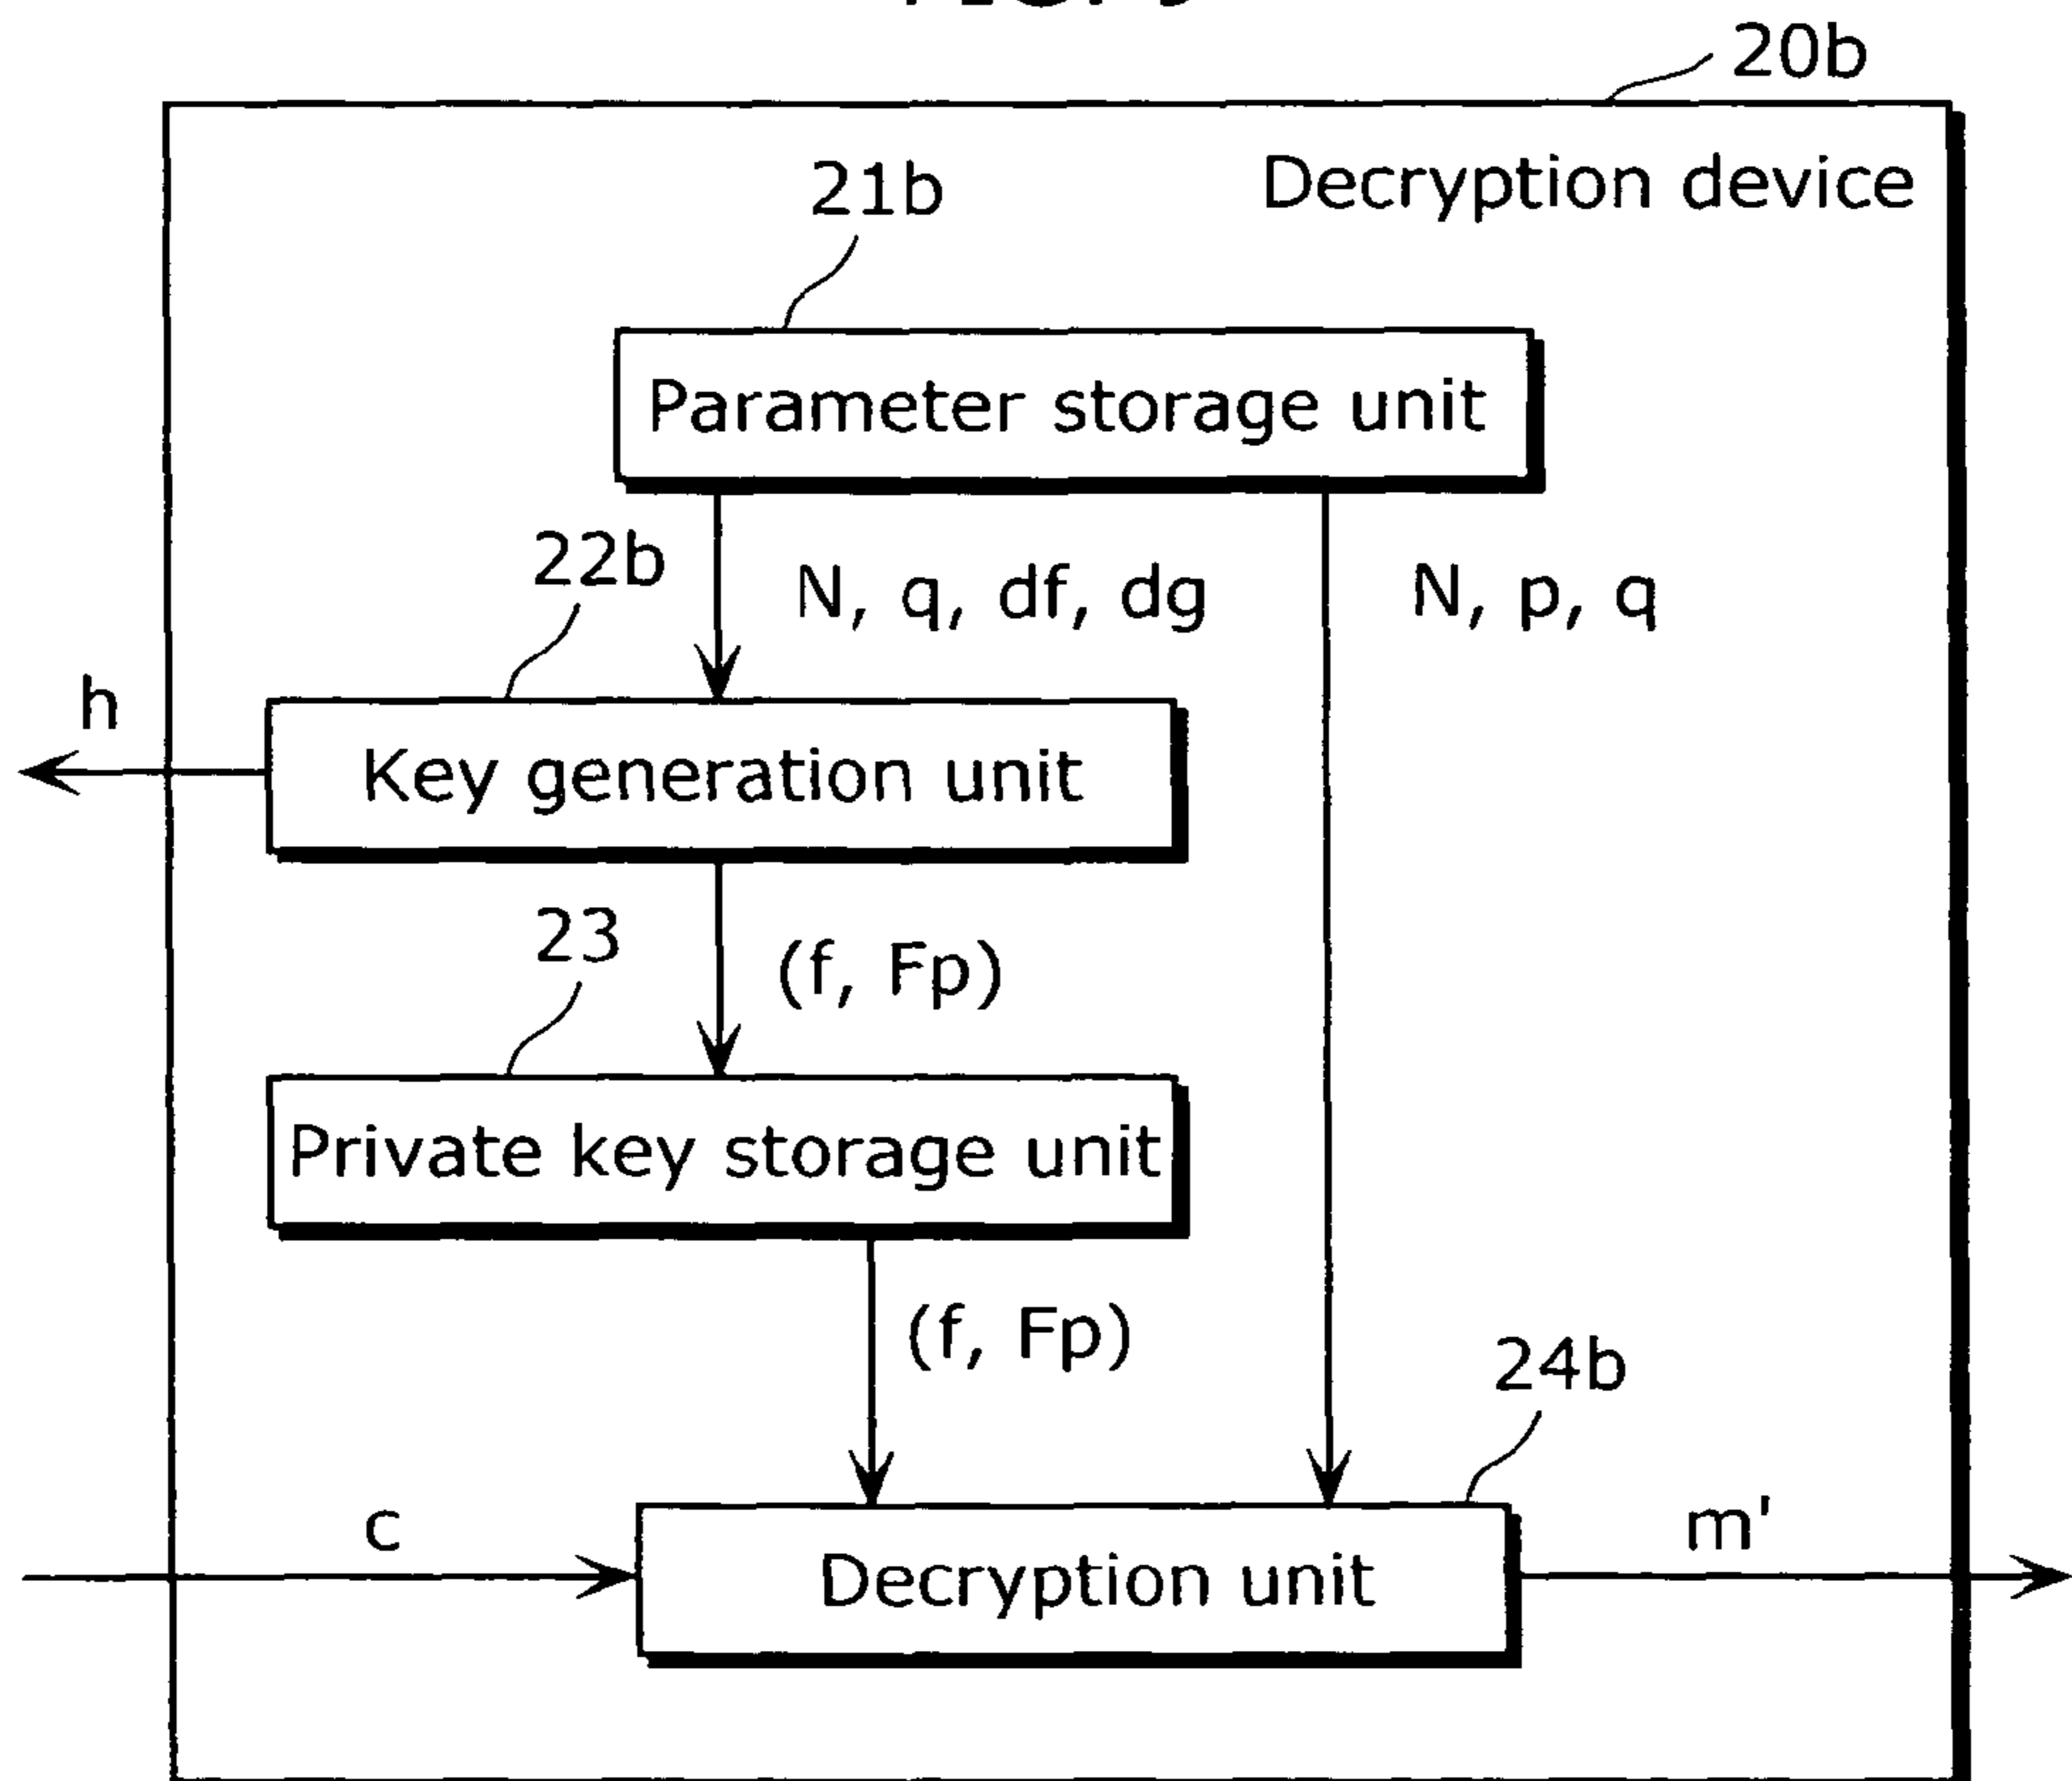 20b
Decryption device
21b
Parameter storage unit
22b
N, q, df, dg
N, p, q
h
Key generation unit
23
(f, Fp)
Private key storage unit
(f, Fp)
24b
c
Decryption unit
m'